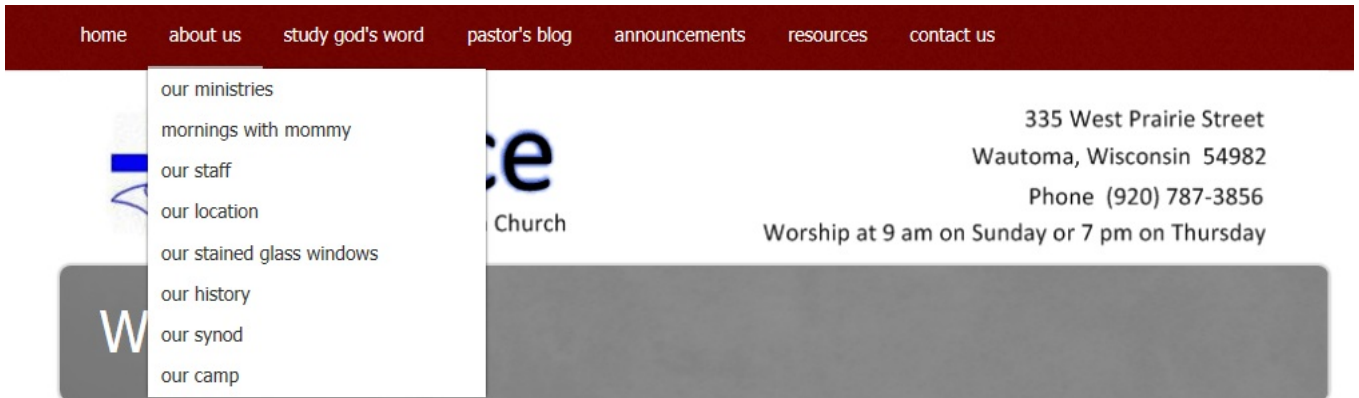 home about us study god's word pastor's blog announcements resources contact us
our ministries
mornings with mommy
our staff
our location
our stained glass windows
our history
our synod
our camp
ce
Church
335 West Prairie Street
Wautoma, Wisconsin 54982
Phone (920) 787-3856
Worship at 9 am on Sunday or 7 pm on Thursday
W